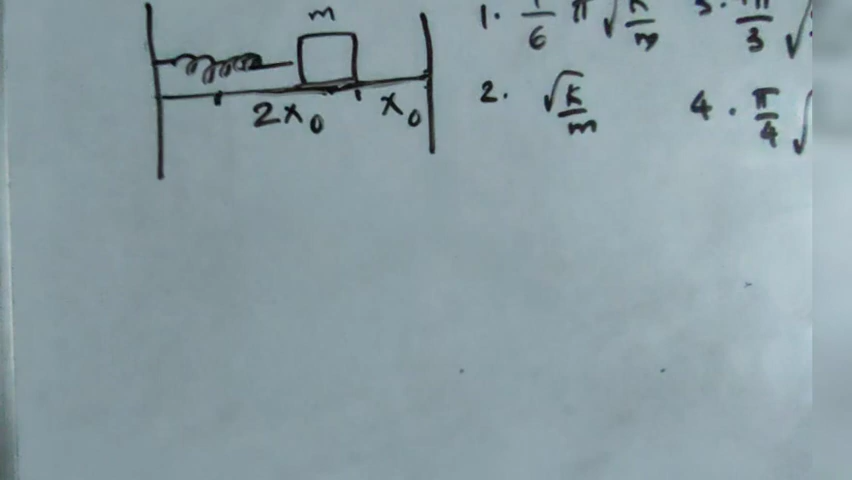 m
2x₀ x₀
1. 1/6 π √
2. √k/m
3. π/3 √
4. π/4 √